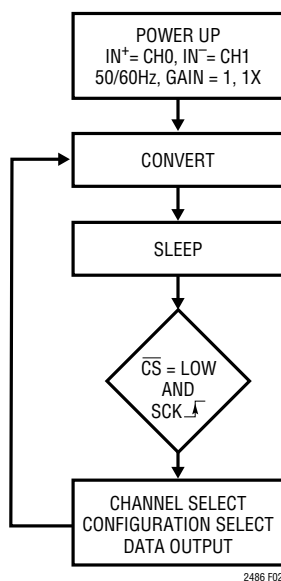 POWER UP
IN⁺= CH0, IN⁻= CH1
50/60Hz, GAIN = 1, 1X
CONVERT
SLEEP
C̅S̅ = LOW
AND
SCK
CHANNEL SELECT
CONFIGURATION SELECT
DATA OUTPUT
2486 F02